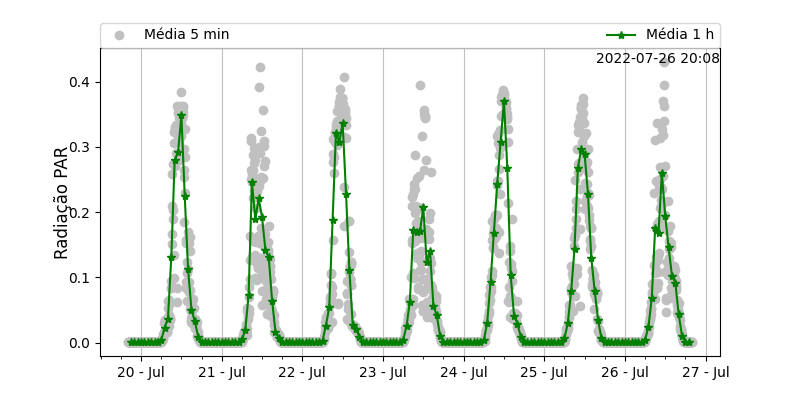 Média 5 min
Média 1 h
2022-07-26 20:08
Radiação PAR
0.4
0.3
0.2
0.1
0.0
20 - Jul
21 - Jul
22 - Jul
23 - Jul
24 - Jul
25 - Jul
26 - Jul
27 - Jul